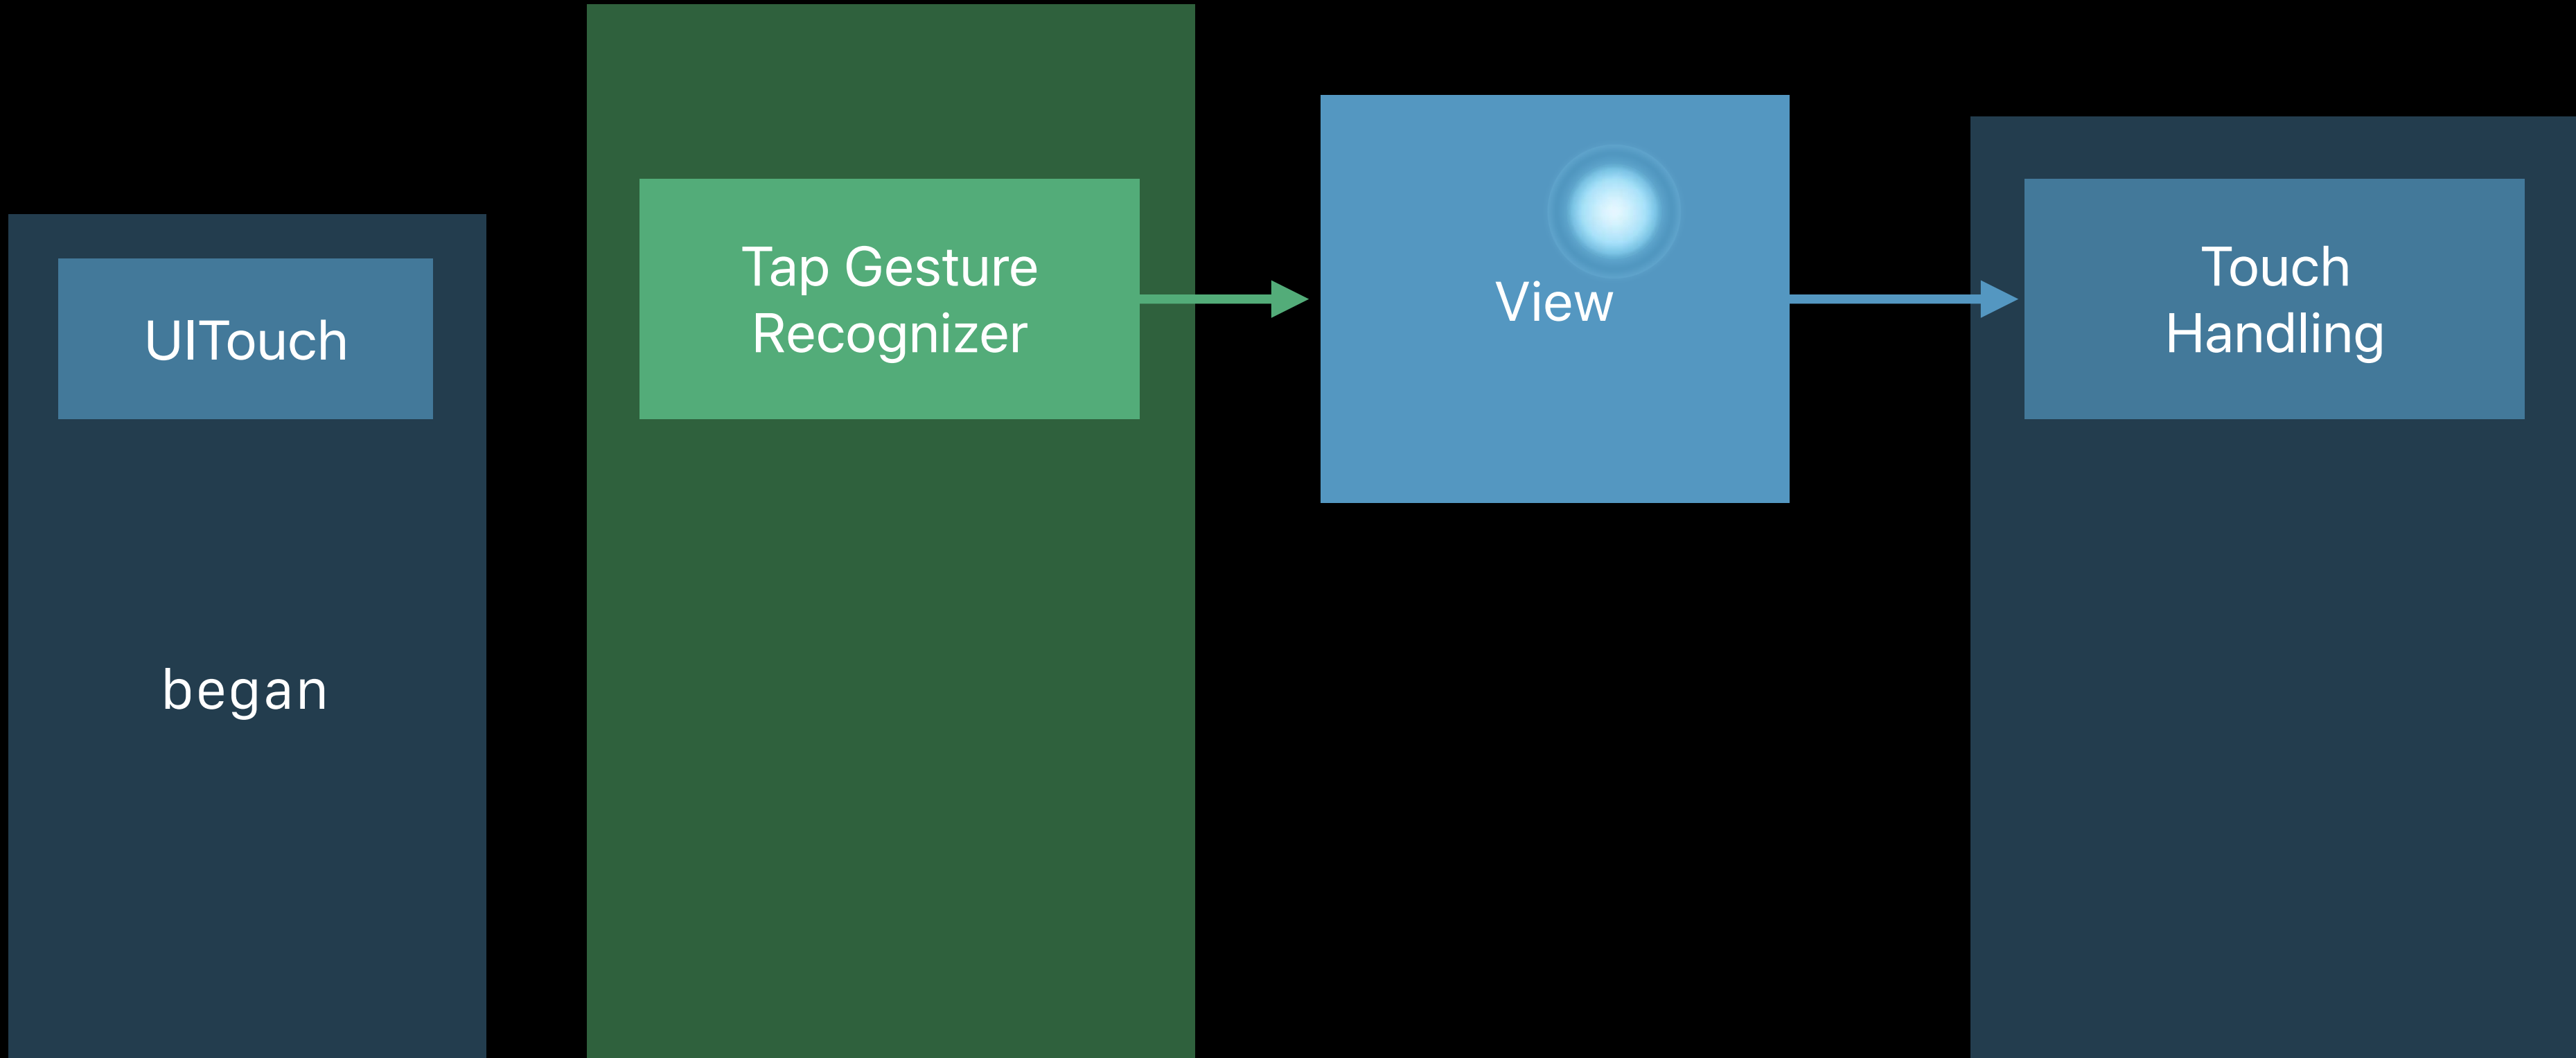 UITouch
began
Tap Gesture
Recognizer
View
Touch
Handling